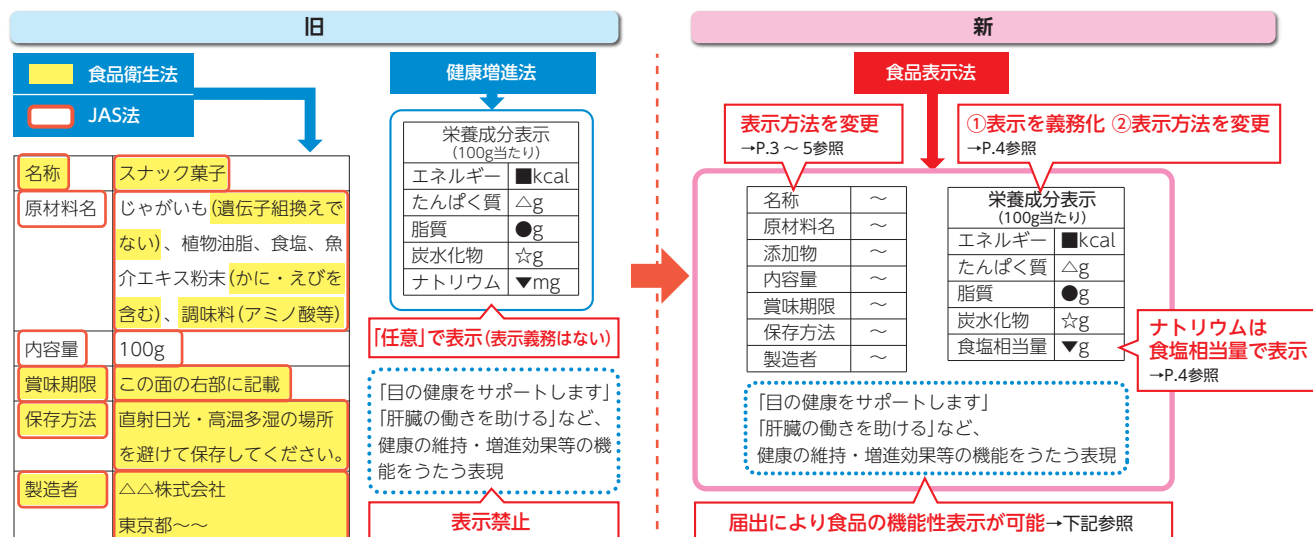 旧
食品衛生法
JAS法
健康増進法
名称 スナック菓子
原材料名 じゃがいも(遺伝子組換えで
ない)、植物油脂、食塩、魚
介エキス粉末(かに・えびを
含む)、調味料(アミノ酸等)
内容量 100g
賞味期限 この面の右部に記載
保存方法 直射日光・高温多湿の場所
を避けて保存してください。
製造者 △△株式会社
東京都～～
栄養成分表示
(100g当たり)
エネルギー ■kcal
たんぱく質 △g
脂質 ●g
炭水化物 ☆g
ナトリウム ▼mg
「任意」で表示(表示義務はない)
「目の健康をサポートします」
「肝臓の働きを助ける」など、
健康の維持・増進効果等の機
能をうたう表現
表示禁止
新
食品表示法
表示方法を変更
→P.3～5参照
①表示を義務化 ②表示方法を変更
→P.4参照
名称 ～
原材料名 ～
添加物 ～
内容量 ～
賞味期限 ～
保存方法 ～
製造者 ～
栄養成分表示
(100g当たり)
エネルギー ■kcal
たんぱく質 △g
脂質 ●g
炭水化物 ☆g
食塩相当量 ▼g
ナトリウムは
食塩相当量で表示
→P.4参照
「目の健康をサポートします」
「肝臓の働きを助ける」など、
健康の維持・増進効果等の機能をうたう表現
届出により食品の機能性表示が可能→下記参照